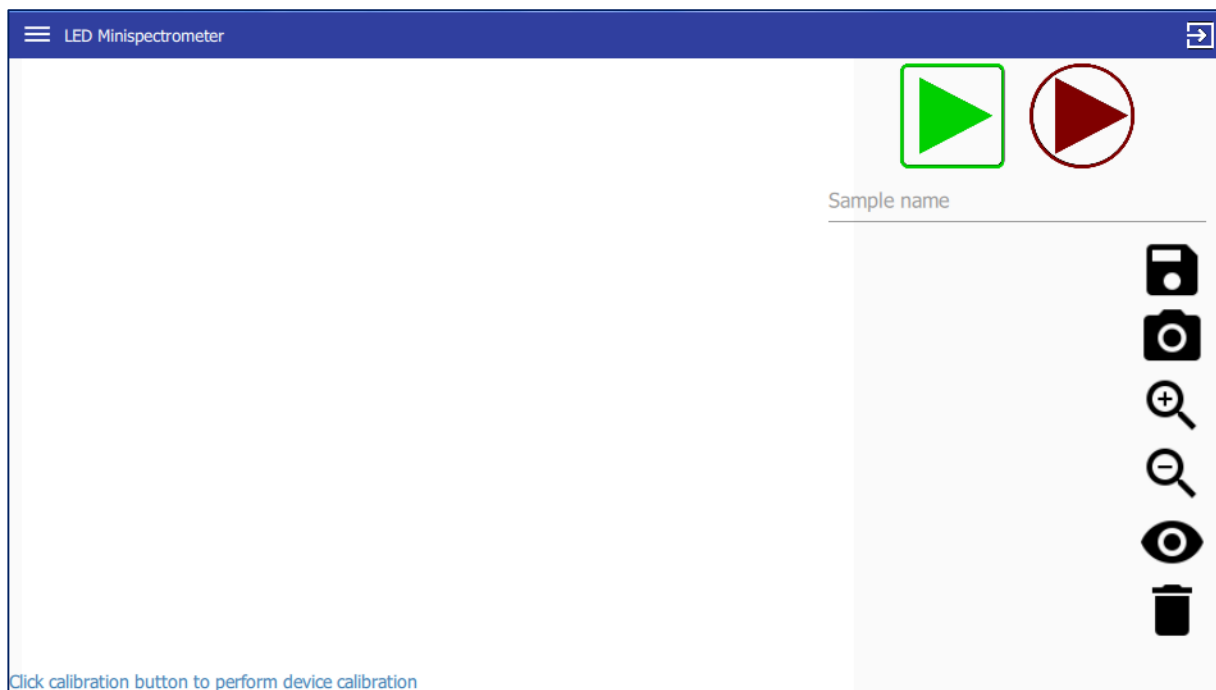 LED Minispectrometer
Sample name
Click calibration button to perform device calibration